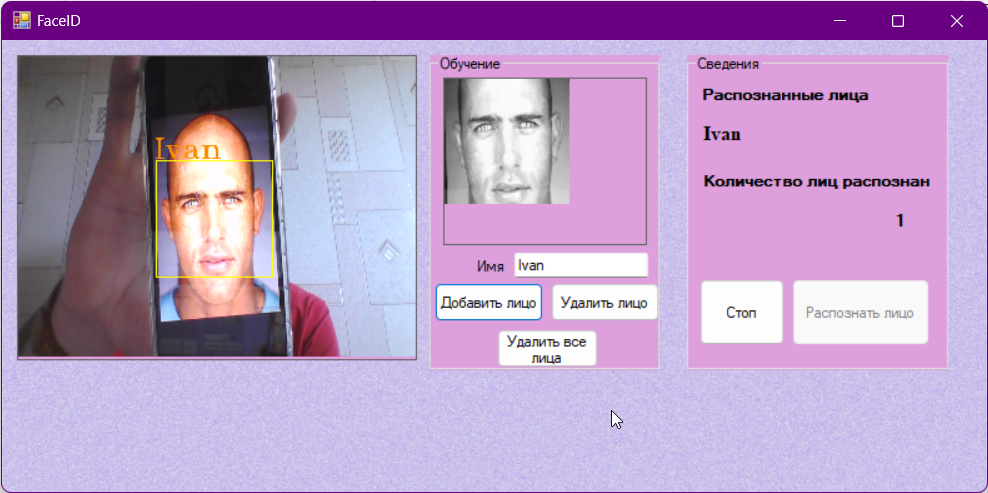 FaceID
Ivan
Обучение
Имя
Ivan
Добавить лицо
Удалить лицо
Удалить все
лица
Сведения
Распознанные лица
Ivan
Количество лиц распознан
1
Стоп
Распознать лицо